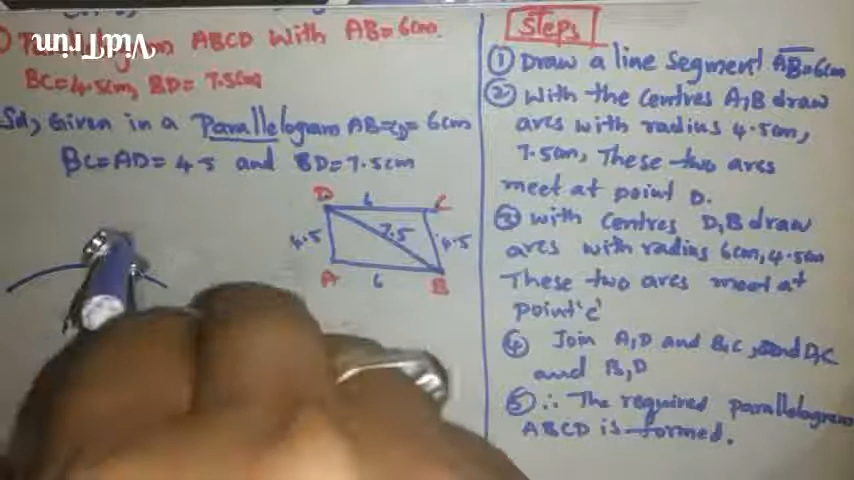 VidTrim
Parallelogram ABCD with AB=6cm
BC=4.5cm, BD= 7.5cm
Sol, Given in a Parallelogram AB=CD=6cm
BC=AD=4.5 and BD=7.5cm
D 6 C
4.5 7.5 4.5
A 6 B
Steps
① Draw a line Segment AB=6cm
② With the Centres A,B draw
arcs with radius 4.5cm,
7.5cm, These two arcs
meet at point D.
③ with Centres D,B draw
arcs with radius 6cm,4.5cm
These two arcs meet at
point 'c'
④ Join A,D and B,C, and D,C
and B,D
⑤ ∴ The required parallelogram
ABCD is formed.